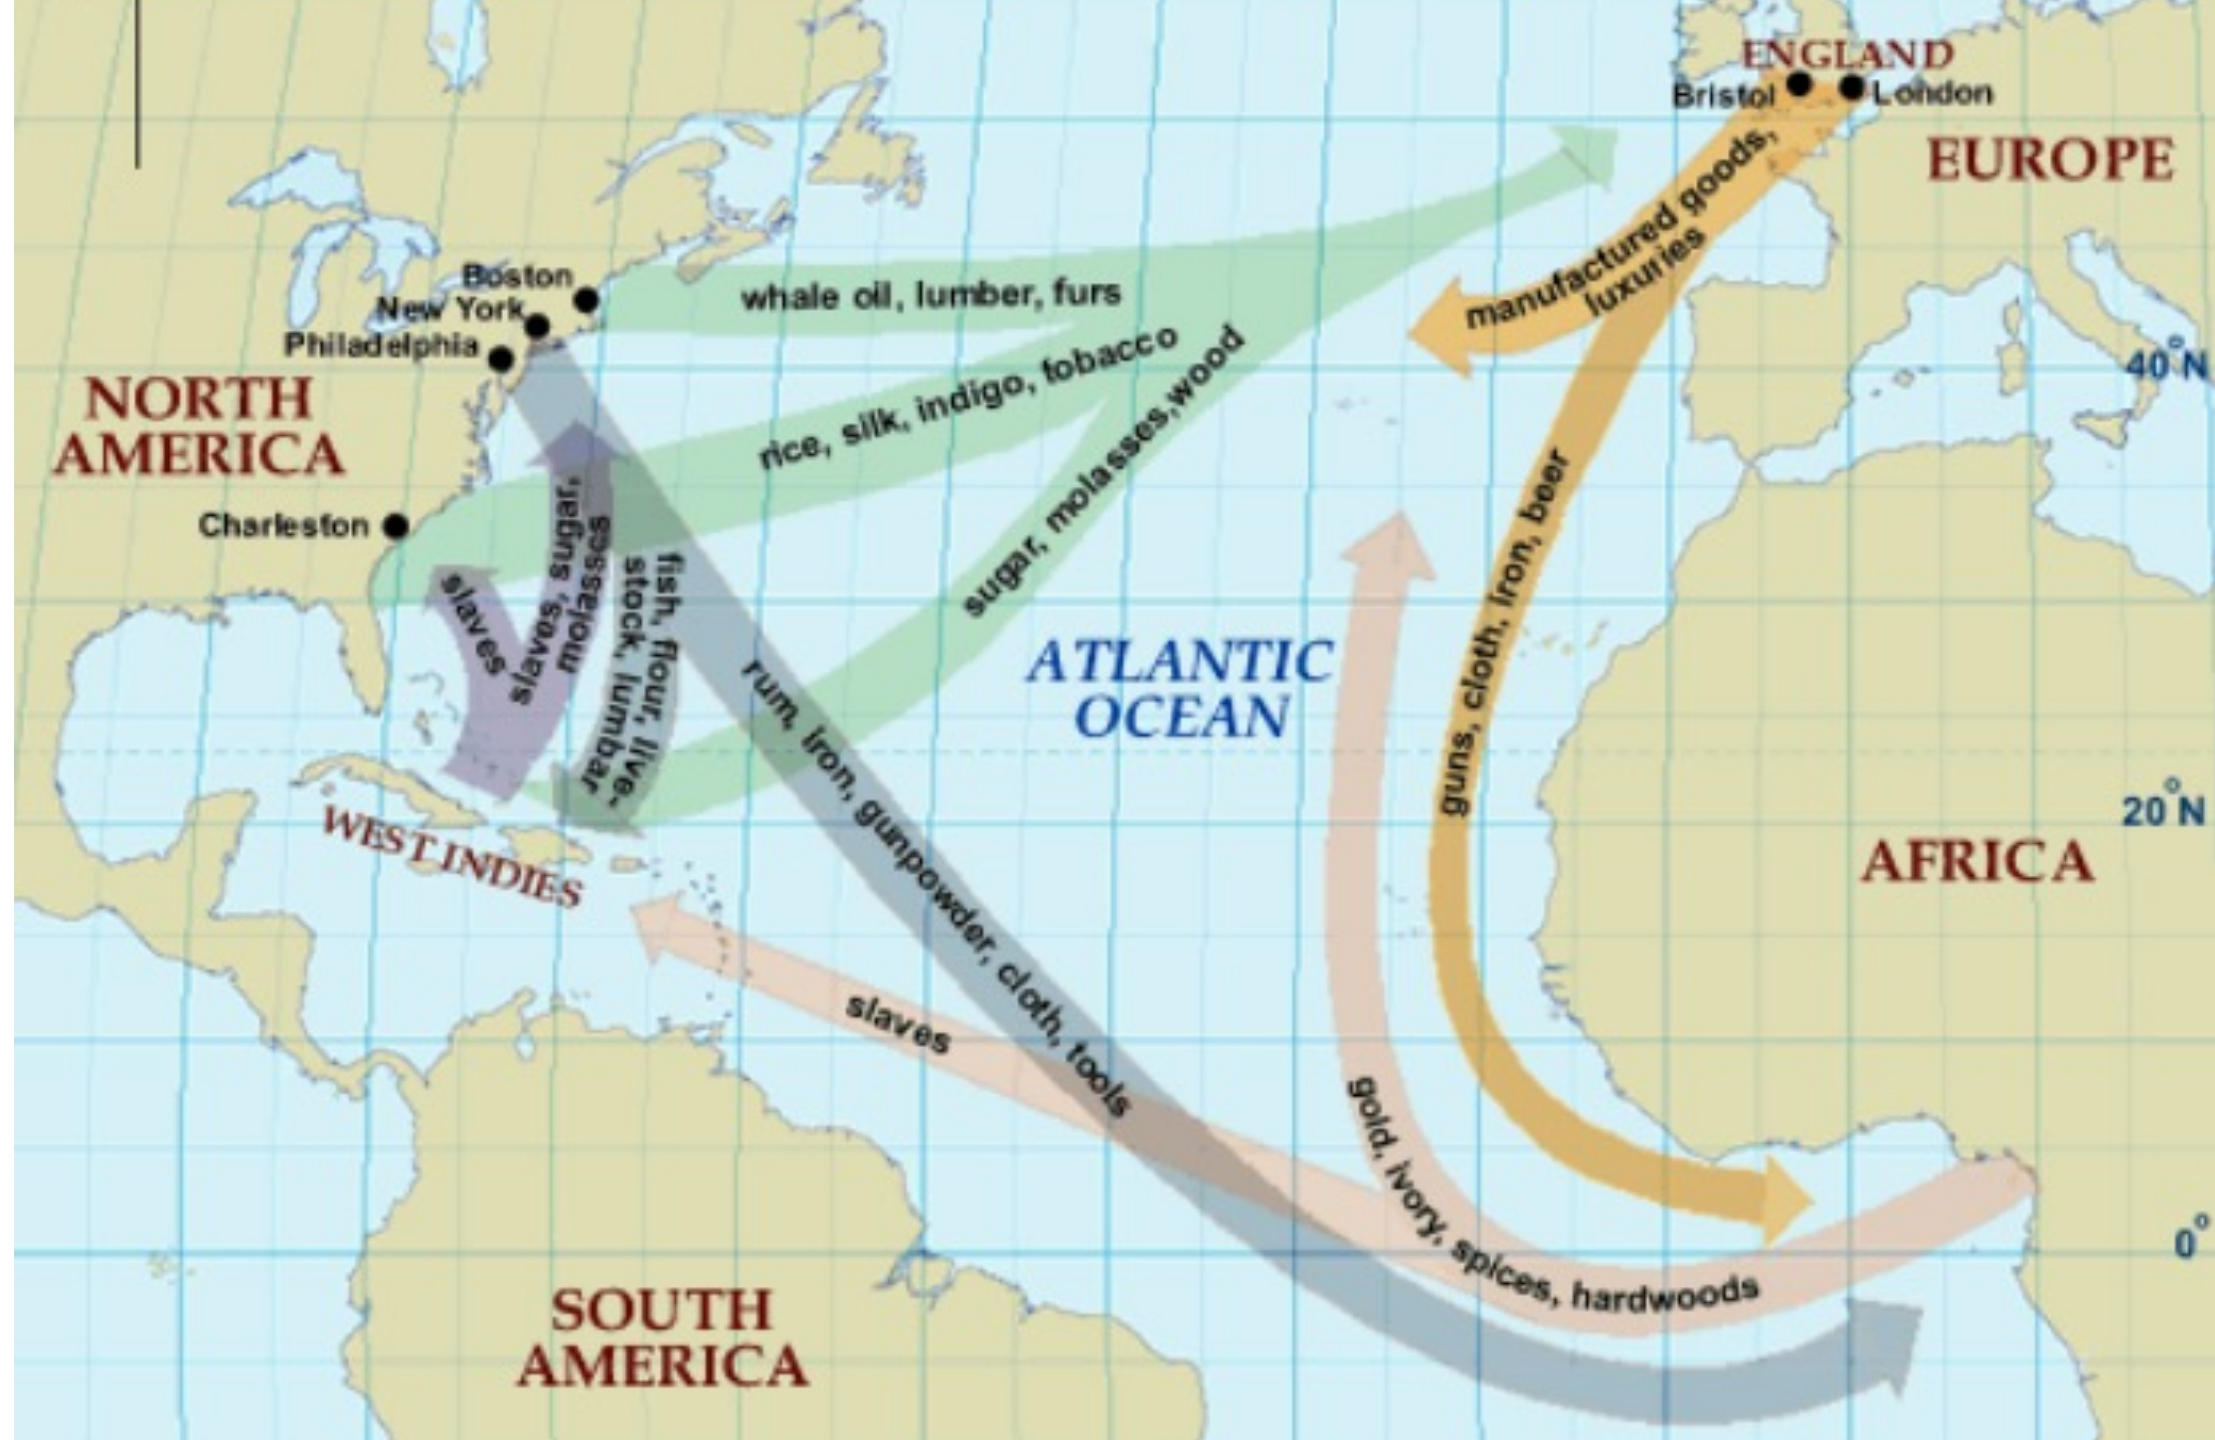 ENGLAND
Bristol
London
EUROPE
manufactured goods,
luxuries
Boston
New York
Philadelphia
whale oil, lumber, furs
rice, silk, indigo, fobacco
sugar, molasses,wood
40°N
NORTH
AMERICA
Charleston
slaves
slaves, sugar,
molasses
fish, flour, live-
stock, lumbar
guns, cloth, iron, beer
ATLANTIC
OCEAN
rum, iron, gunpowder, cloth, tools
20°N
WEST INDIES
AFRICA
slaves
gold, ivory, spices, hardwoods
0°
SOUTH
AMERICA